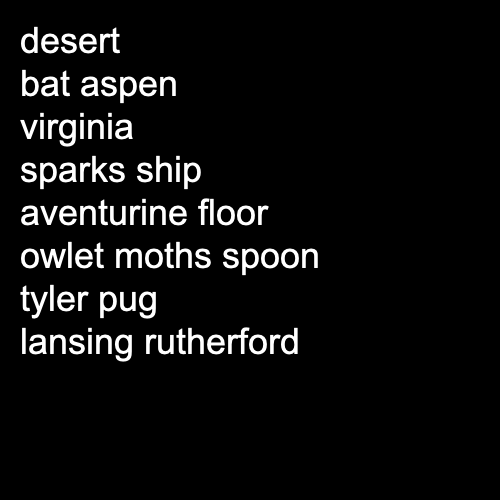 desert
bat aspen
virginia
sparks ship
aventurine floor
owlet moths spoon
tyler pug
lansing rutherford